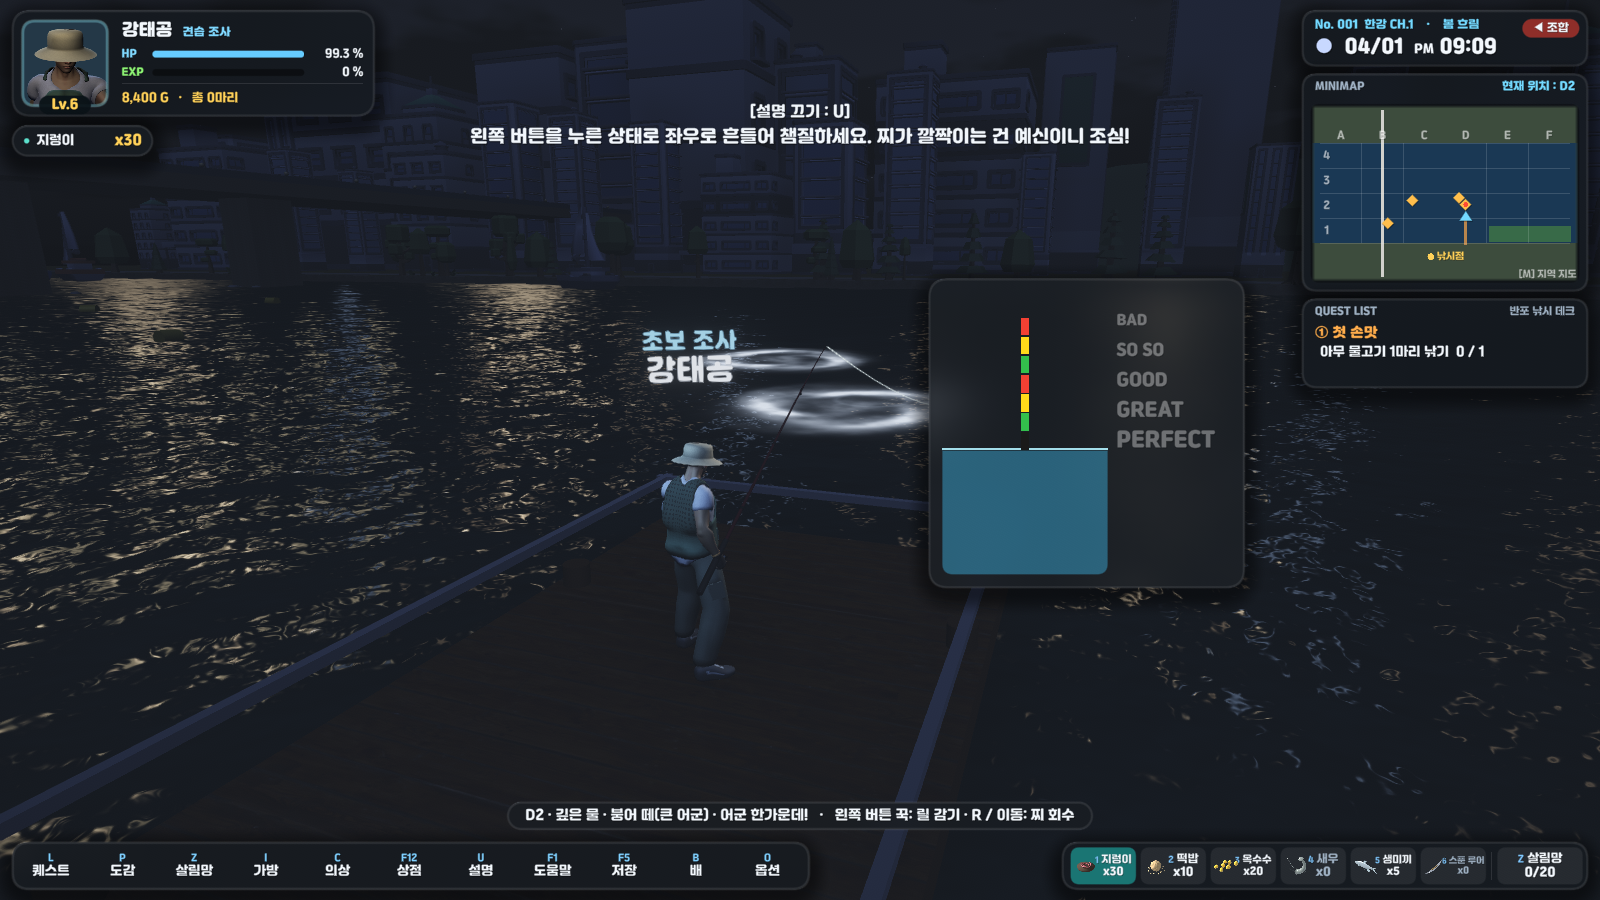 강태공 견습 조사
HP 99.3 %
EXP 0 %
Lv.6
8,400 G · 총 0마리
지렁이 x30
[설명 끄기 : U]
왼쪽 버튼을 누른 상태로 좌우로 흔들어 챔질하세요. 찌가 깔짝이는 건 예신이니 조심!
No. 001 한강 CH.1 · 봄 흐림
◀ 조합
04/01 PM 09:09
MINIMAP 현재 위치 : D2
A B C D E F
4
3
2
1
낚시점
[M] 지역 지도
QUEST LIST 반포 낚시 데크
① 첫 손맛
아무 물고기 1마리 낚기 0 / 1
초보 조사
강태공
BAD
SO SO
GOOD
GREAT
PERFECT
D2 · 깊은 물 · 붕어 떼(큰 어군) · 어군 한가운데! · 왼쪽 버튼 꾹: 릴 감기 · R / 이동: 찌 회수
L P Z I C F12 U F1 F5 B O
퀘스트 도감 살림망 가방 의상 상점 설명 도움말 저장 배 옵션
1 지렁이 x30
2 떡밥 x10
3 옥수수 x20
4 새우 x0
5 생미끼 x5
6 스푼 루어 x0
Z 살림망 0/20